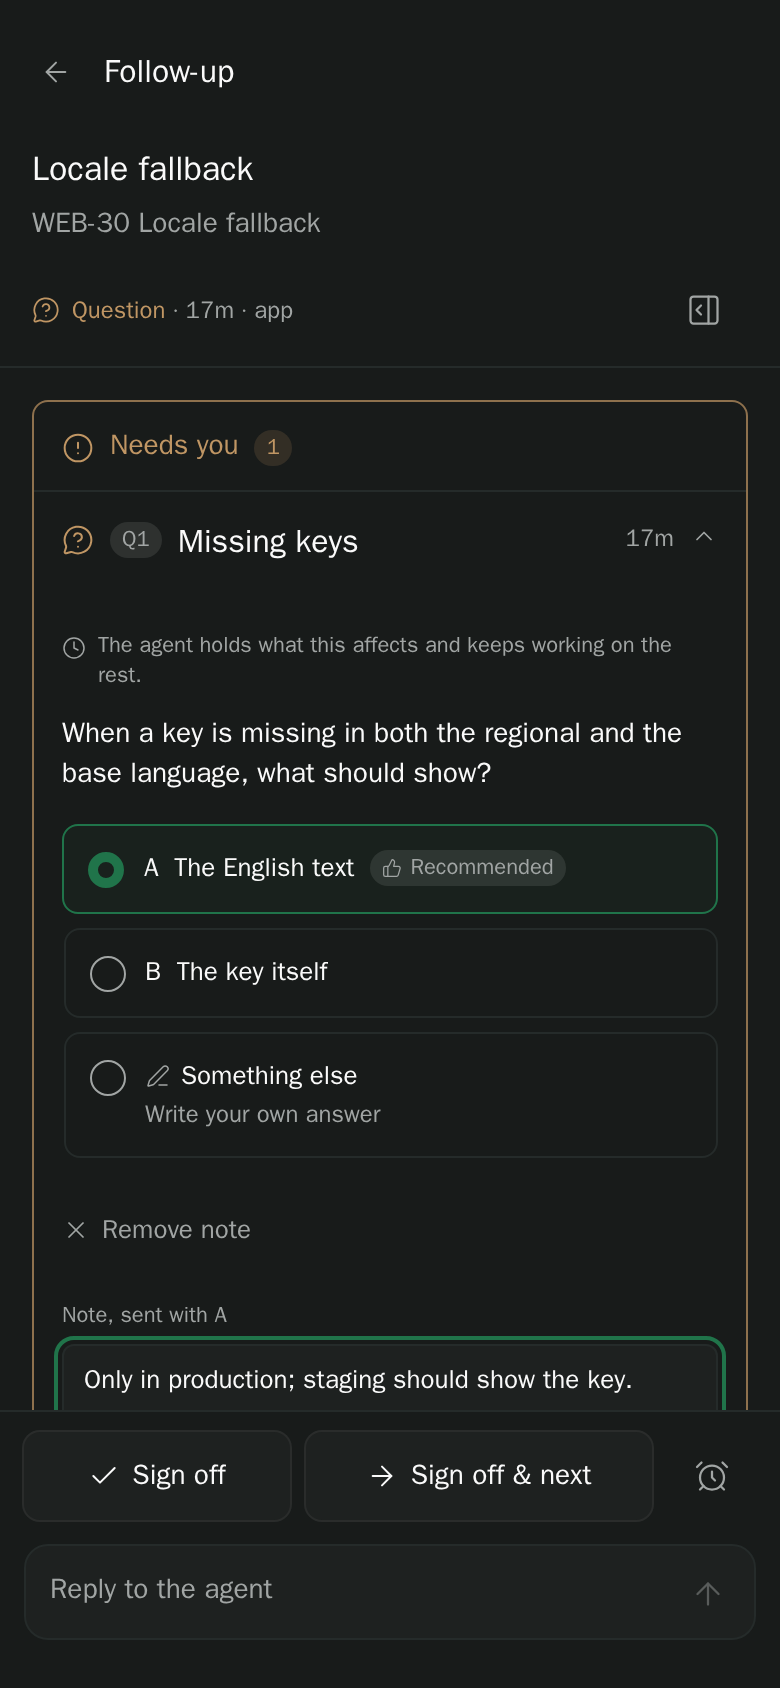 Follow-up
Locale fallback
WEB-30 Locale fallback
Question · 17m · app
Needs you 1
Q1 Missing keys 17m
The agent holds what this affects and keeps working on the
rest.
When a key is missing in both the regional and the
base language, what should show?
A The English text Recommended
B The key itself
Something else
Write your own answer
Remove note
Note, sent with A
Only in production; staging should show the key.
Sign off Sign off & next
Reply to the agent